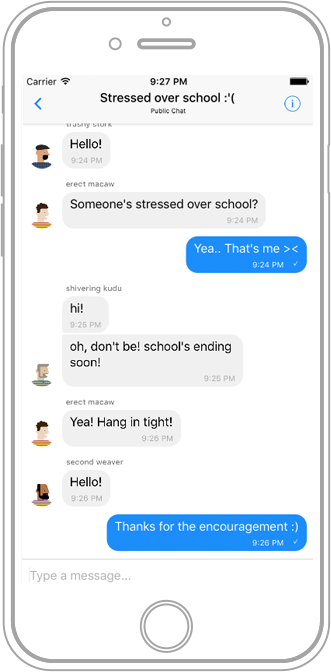 Carrier 9:27 PM
Stressed over school :'(
Public Chat
trashy stork
Hello!
9:24 PM
erect macaw
Someone's stressed over school?
9:24 PM
Yea.. That's me ><
9:24 PM ✓
shivering kudu
hi!
9:25 PM
oh, don't be! school's ending
soon!
9:25 PM
erect macaw
Yea! Hang in tight!
9:26 PM
second weaver
Hello!
9:26 PM
Thanks for the encouragement :)
9:26 PM ✓
Type a message...